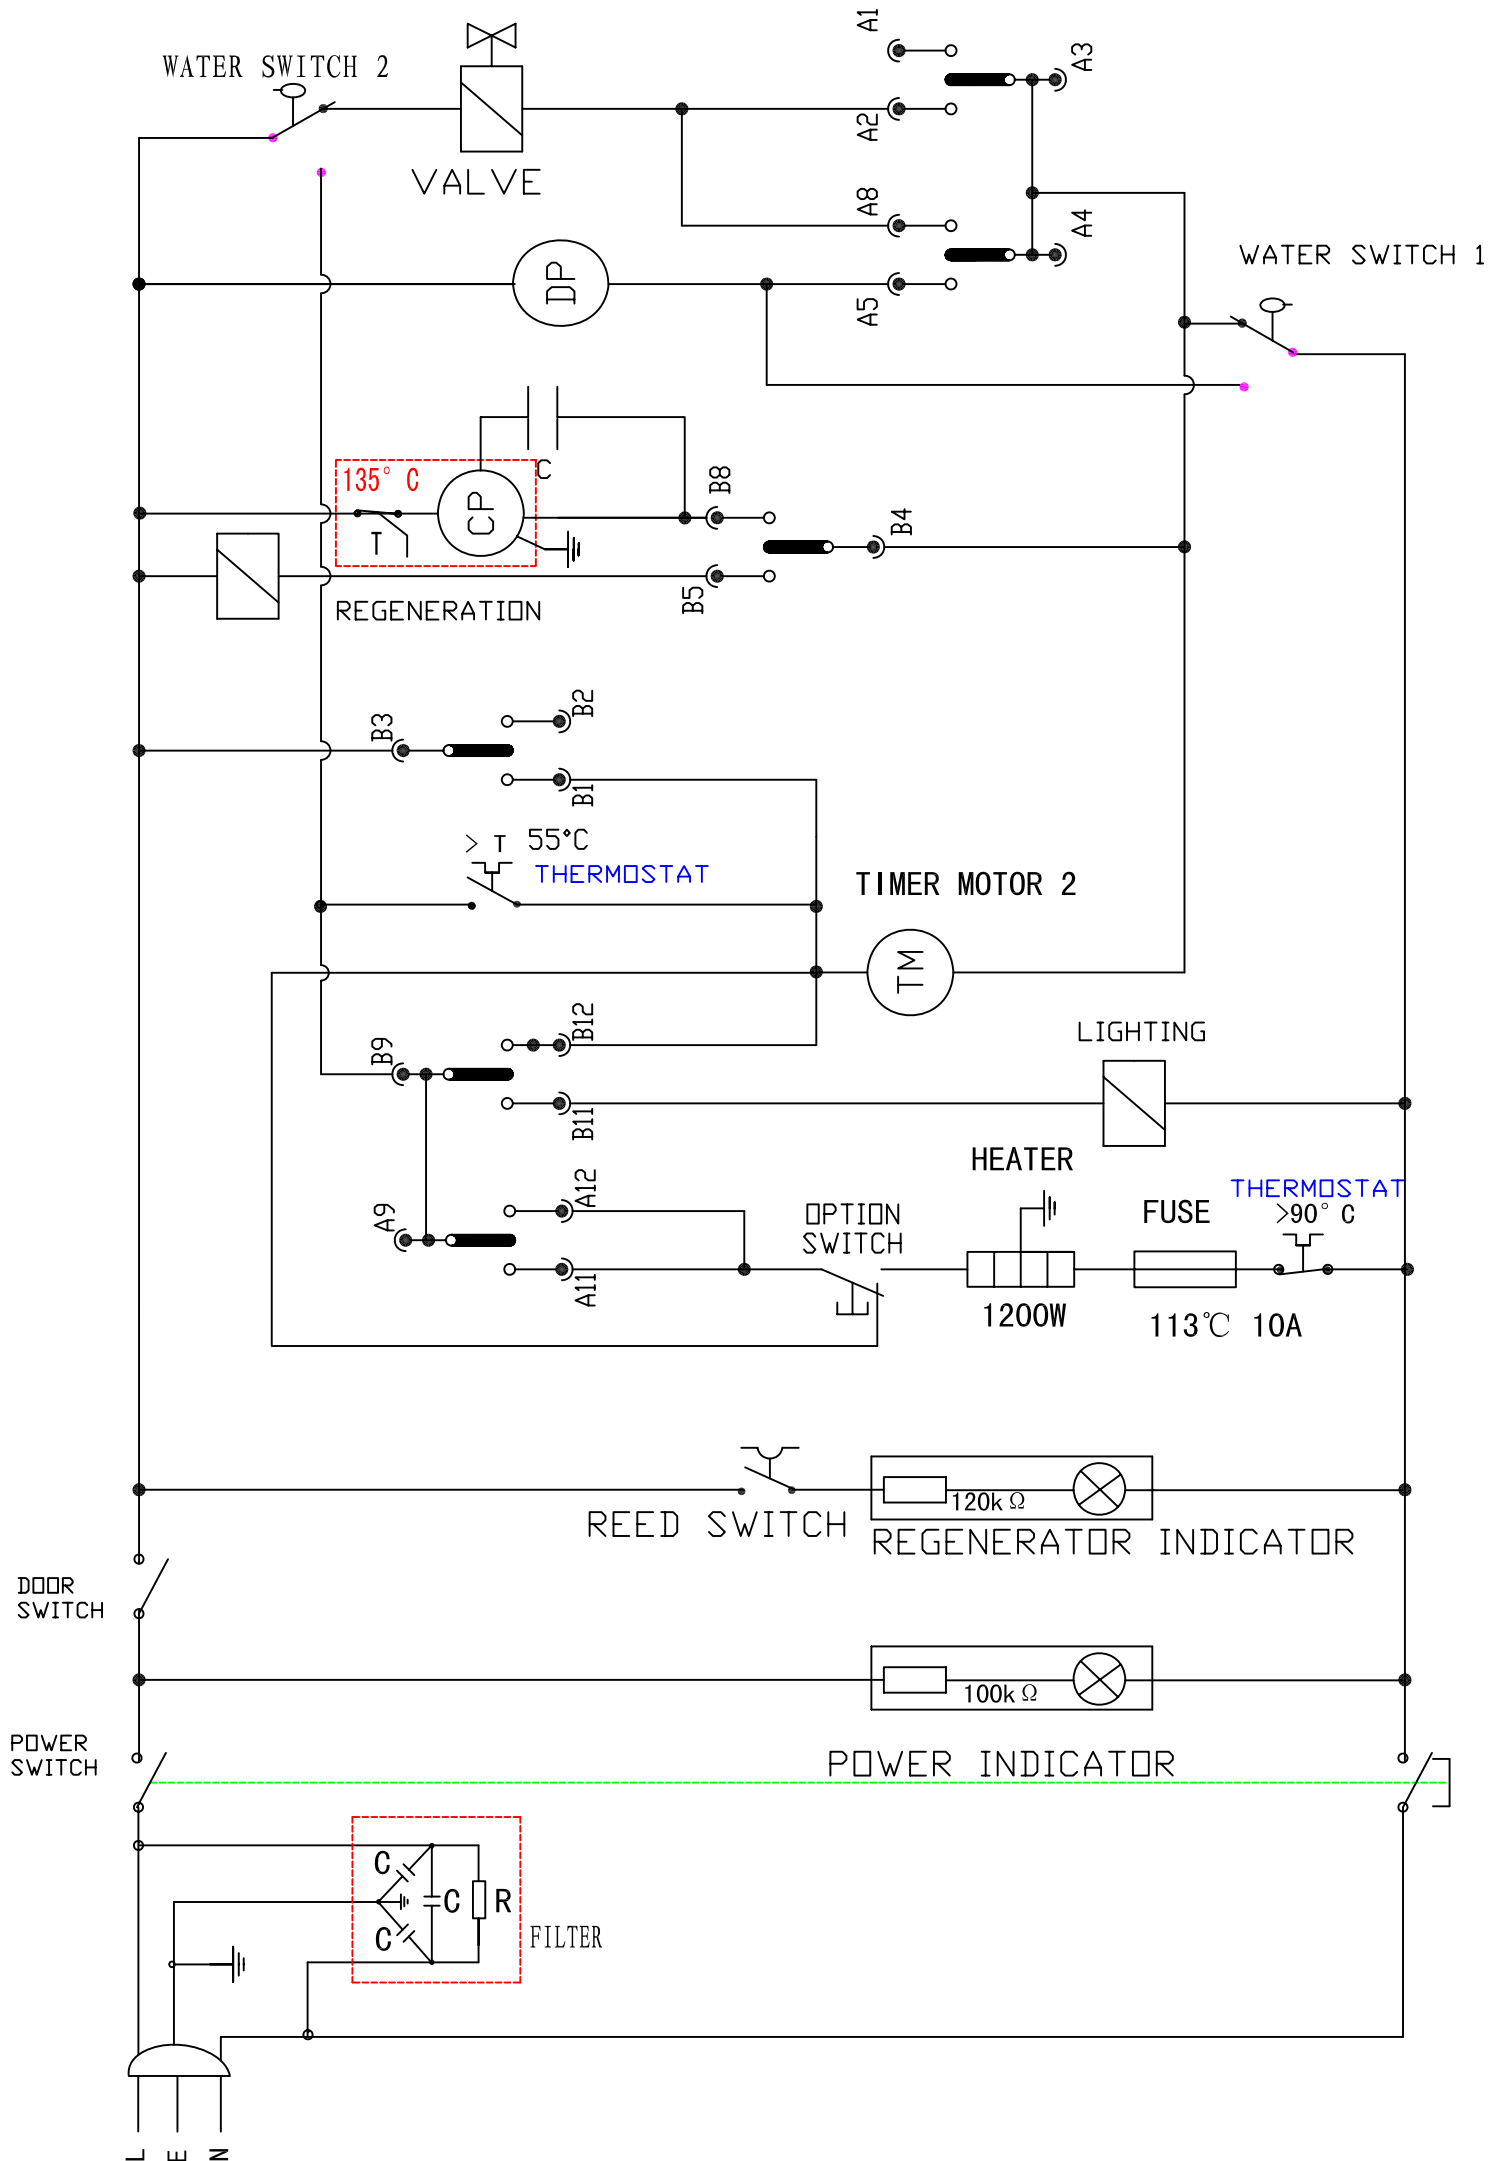 A1
A3
WATER SWITCH 2
A2
VALVE
A8
A4
WATER SWITCH 1
DP
A5
135° C
C
B8
CP
T
B4
B5
REGENERATION
B2
B3
B1
> T 55°C
THERMOSTAT
TIMER MOTOR 2
TM
B12
B9
LIGHTING
B11
HEATER
A12
THERMOSTAT
>90° C
A9
OPTION
SWITCH
FUSE
A11
1200W
113℃ 10A
120kΩ
REED SWITCH
REGENERATOR INDICATOR
DOOR
SWITCH
100kΩ
POWER
SWITCH
POWER INDICATOR
C
C
R
C
FILTER
L
E
N